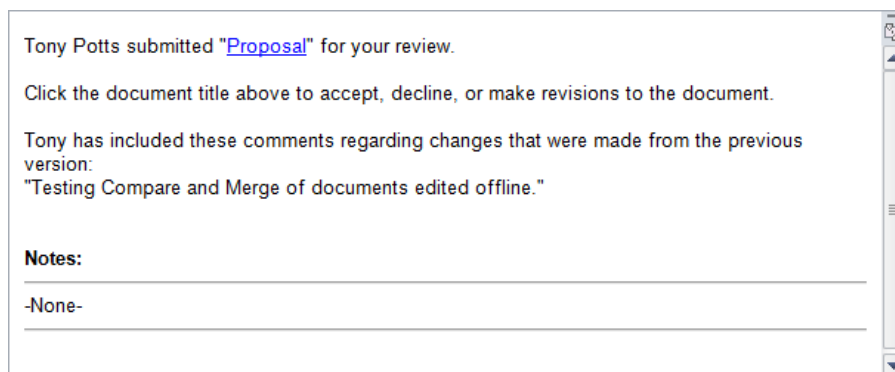 Tony Potts submitted "Proposal" for your review.
Click the document title above to accept, decline, or make revisions to the document.
Tony has included these comments regarding changes that were made from the previous
version:
"Testing Compare and Merge of documents edited offline."
Notes:
-None-